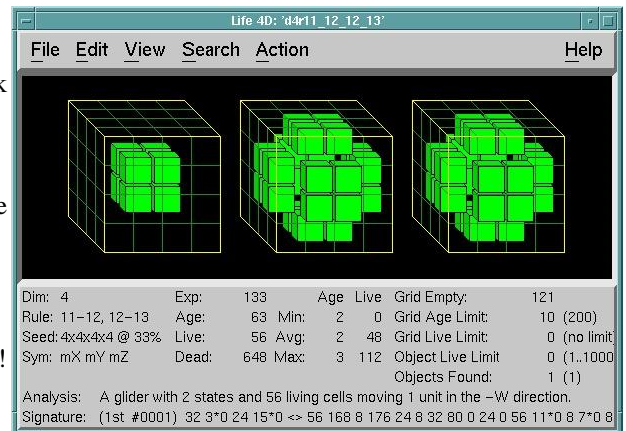 Life 4D: 'd4r11_12_12_13'
File Edit View Search Action Help
k
e
!
Dim: 4 Exp: 133 Age Live Grid Empty: 121
Rule: 11-12, 12-13 Age: 63 Min: 2 0 Grid Age Limit: 10 (200)
Seed: 4x4x4x4 @ 33% Live: 56 Avg: 2 48 Grid Live Limit: 0 (no limit
Sym: mX mY mZ Dead: 648 Max: 3 112 Object Live Limit 0 (1..1000
Objects Found: 1 (1)
Analysis: A glider with 2 states and 56 living cells moving 1 unit in the -W direction.
Signature: (1st #0001) 32 3*0 24 15*0 <> 56 168 8 176 24 8 32 80 0 24 0 56 11*0 8 7*0 8